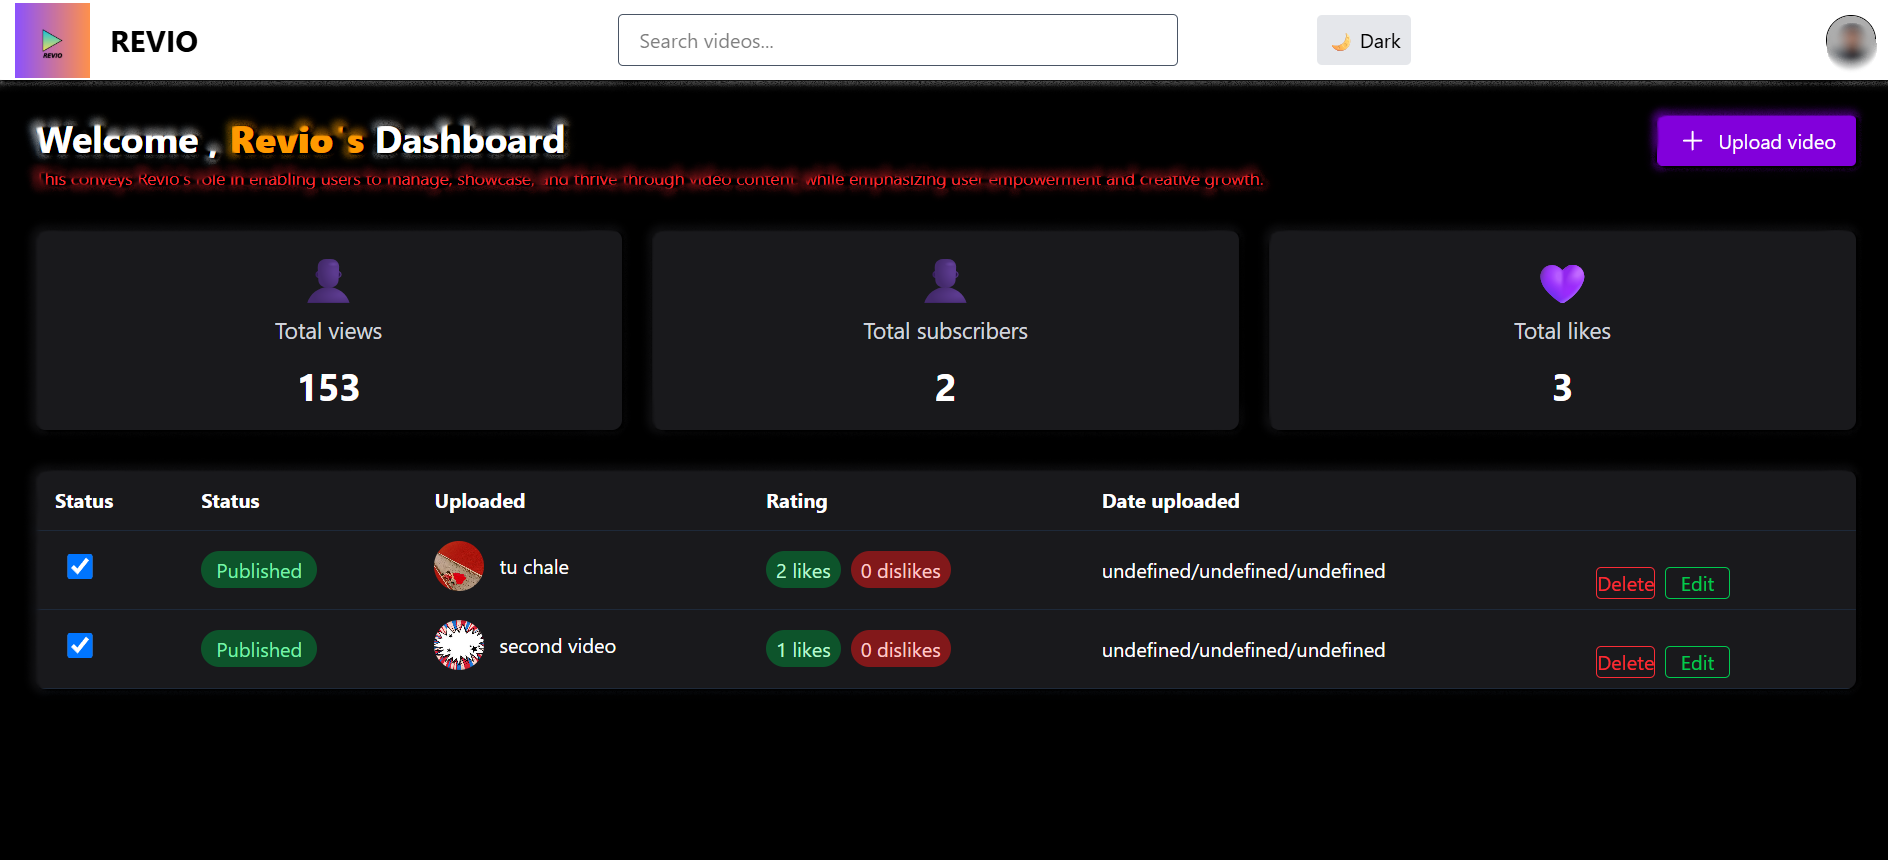 REVIO
REVIO
Search videos...
🌙 Dark
Welcome , Revio's Dashboard
Upload video
This conveys Revio's role in enabling users to manage, showcase, and thrive through video content, while emphasizing user empowerment and creative growth.
Total views
153
Total subscribers
2
Total likes
3
Status Status Uploaded Rating Date uploaded
Published tu chale 2 likes 0 dislikes undefined/undefined/undefined Delete Edit
Published second video 1 likes 0 dislikes undefined/undefined/undefined Delete Edit